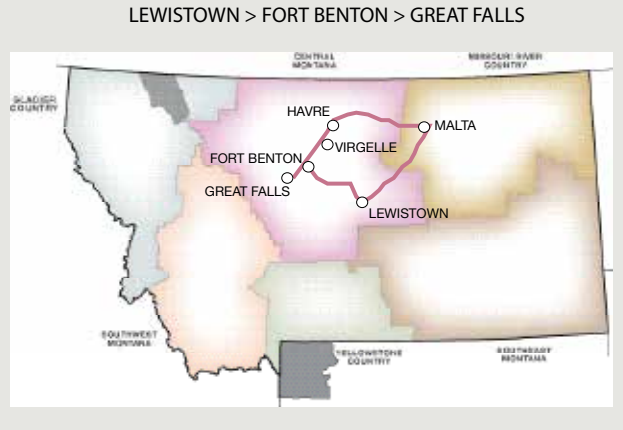 LEWISTOWN > FORT BENTON > GREAT FALLS
CENTRAL
MONTANA
MISSOURI RIVER
COUNTRY
GLACIER
COUNTRY
HAVRE
MALTA
VIRGELLE
FORT BENTON
GREAT FALLS
LEWISTOWN
SOUTHWEST
MONTANA
YELLOWSTONE
COUNTRY
SOUTHEAST
MONTANA